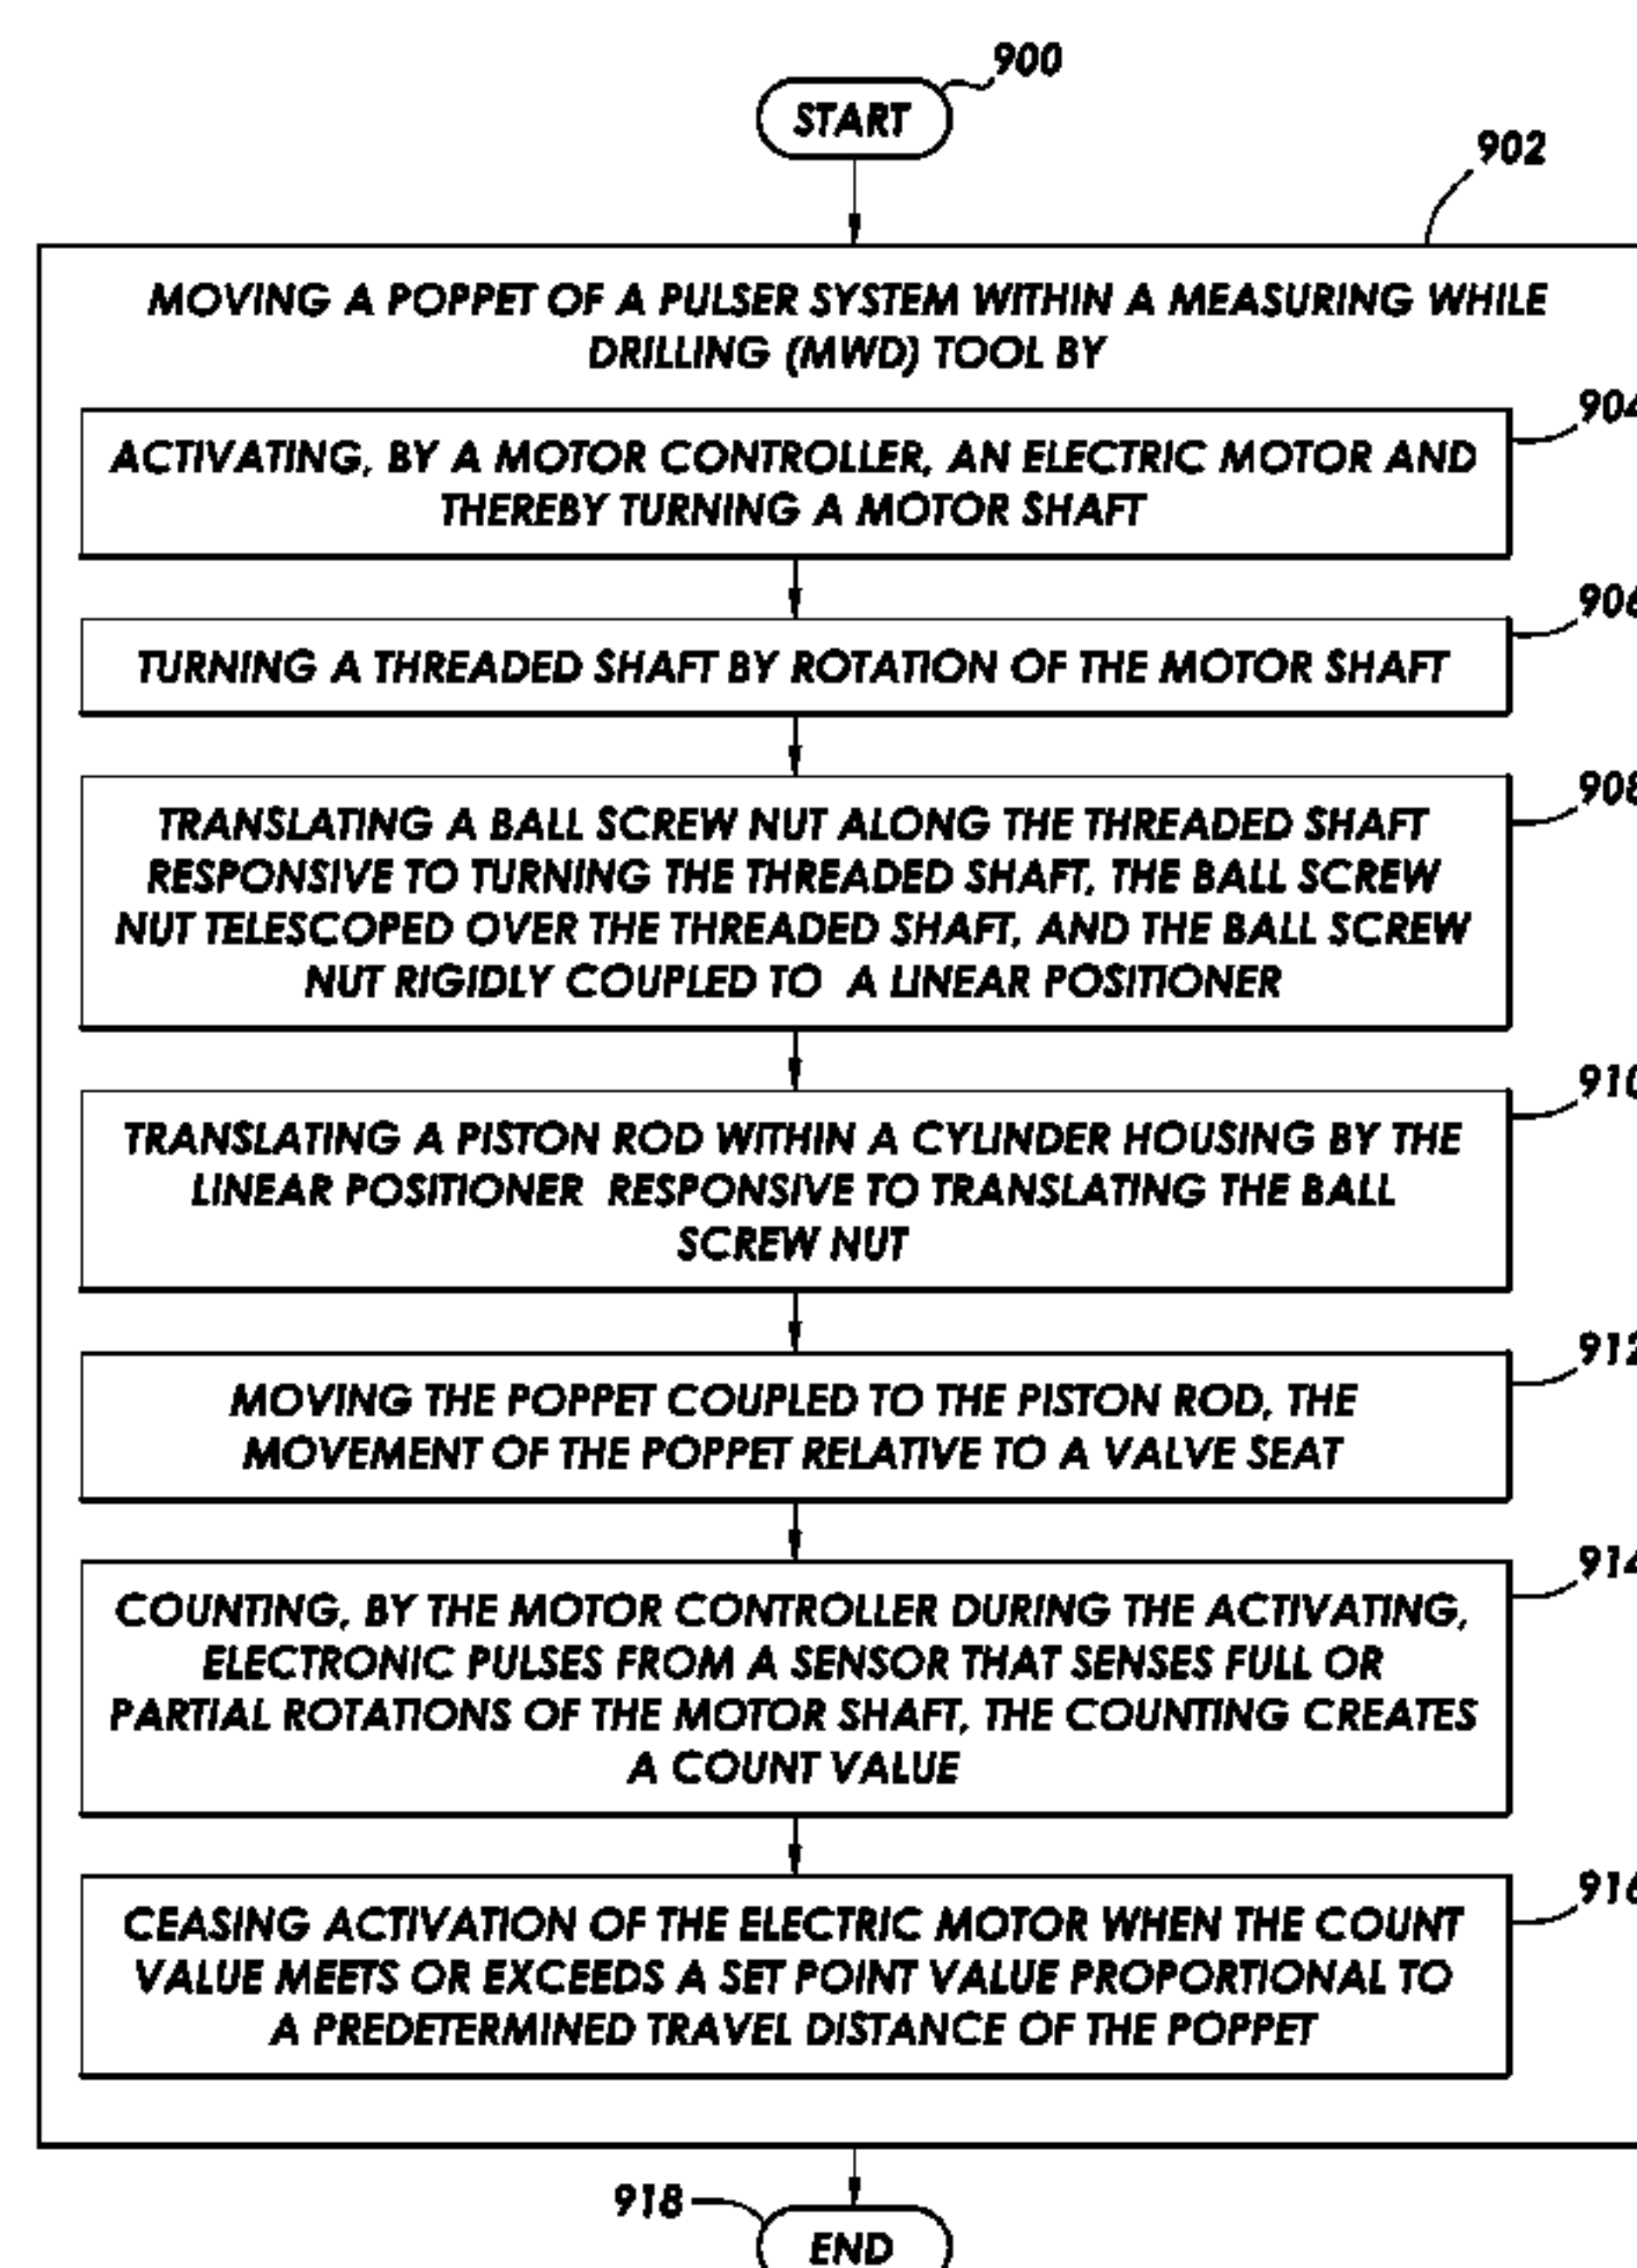 900
START
902
MOVING A POPPET OF A PULSER SYSTEM WITHIN A MEASURING WHILE
DRILLING (MWD) TOOL BY
904
ACTIVATING, BY A MOTOR CONTROLLER, AN ELECTRIC MOTOR AND
THEREBY TURNING A MOTOR SHAFT
906
TURNING A THREADED SHAFT BY ROTATION OF THE MOTOR SHAFT
908
TRANSLATING A BALL SCREW NUT ALONG THE THREADED SHAFT
RESPONSIVE TO TURNING THE THREADED SHAFT, THE BALL SCREW
NUT TELESCOPED OVER THE THREADED SHAFT, AND THE BALL SCREW
NUT RIGIDLY COUPLED TO A LINEAR POSITIONER
910
TRANSLATING A PISTON ROD WITHIN A CYLINDER HOUSING BY THE
LINEAR POSITIONER RESPONSIVE TO TRANSLATING THE BALL
SCREW NUT
912
MOVING THE POPPET COUPLED TO THE PISTON ROD, THE
MOVEMENT OF THE POPPET RELATIVE TO A VALVE SEAT
914
COUNTING, BY THE MOTOR CONTROLLER DURING THE ACTIVATING,
ELECTRONIC PULSES FROM A SENSOR THAT SENSES FULL OR
PARTIAL ROTATIONS OF THE MOTOR SHAFT, THE COUNTING CREATES
A COUNT VALUE
916
CEASING ACTIVATION OF THE ELECTRIC MOTOR WHEN THE COUNT
VALUE MEETS OR EXCEEDS A SET POINT VALUE PROPORTIONAL TO
A PREDETERMINED TRAVEL DISTANCE OF THE POPPET
918
END